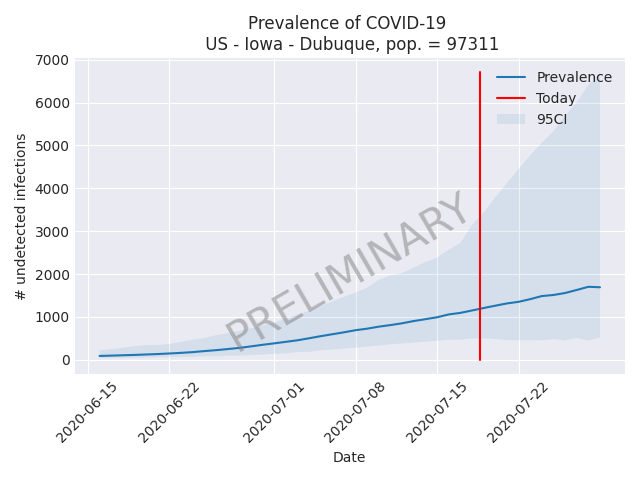 Prevalence of COVID-19
US - Iowa - Dubuque, pop. = 97311
7000
6000
5000
4000
3000
2000
1000
0
# undetected infections
Prevalence
Today
95CI
PRELIMINARY
2020-06-15
2020-06-22
2020-07-01
2020-07-08
2020-07-15
2020-07-22
Date